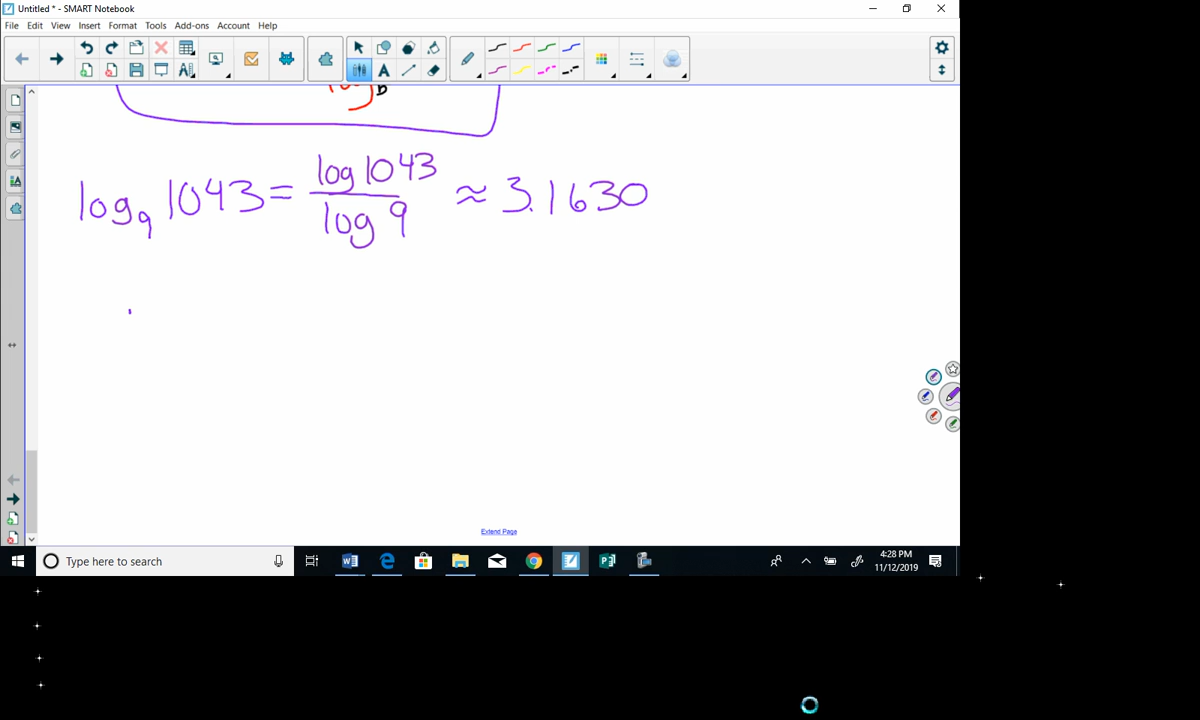 Untitled * - SMART Notebook
File Edit View Insert Format Tools Add-ons Account Help
log b
log₉ 1043 = log 1043 / log 9 ≈ 3.1630
Extend Page
Type here to search
4:28 PM
11/12/2019